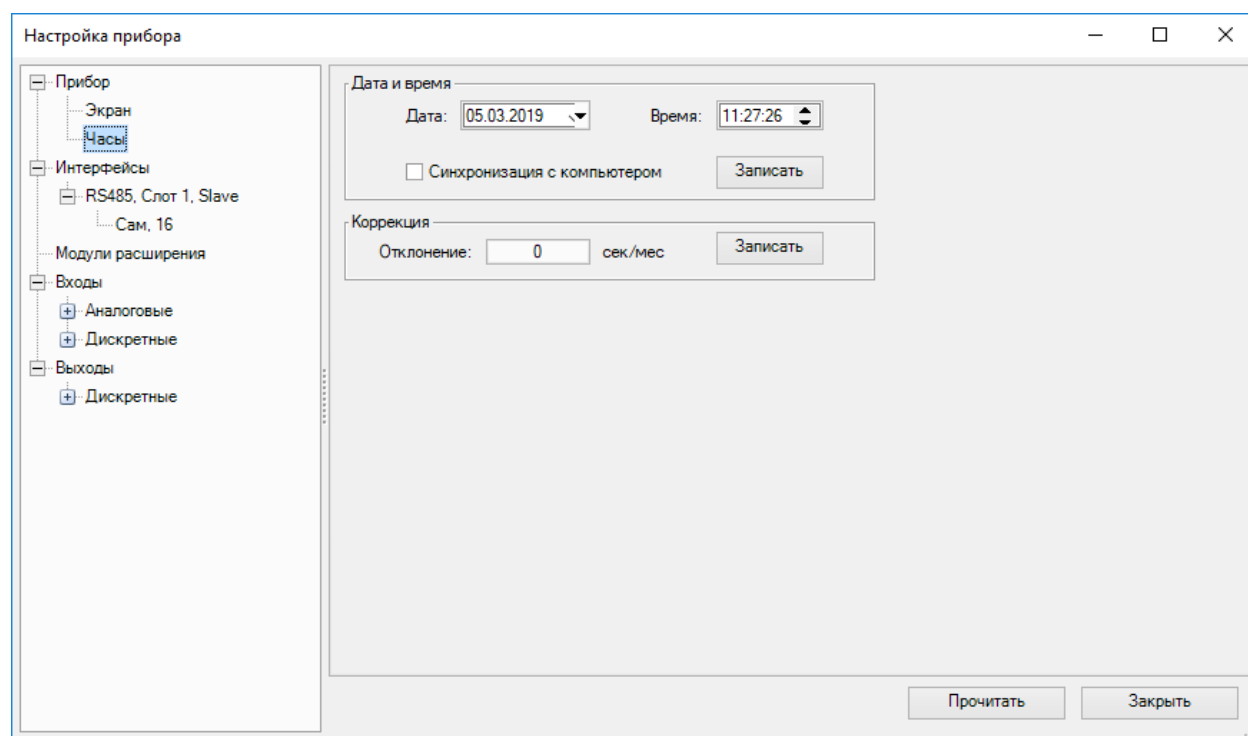 Настройка прибора
Прибор
Экран
Часы
Интерфейсы
RS485, Слот 1, Slave
Сам, 16
Модули расширения
Входы
Аналоговые
Дискретные
Выходы
Дискретные
Дата и время
Дата: 05.03.2019 Время: 11:27:26
Синхронизация с компьютером Записать
Коррекция
Отклонение: 0 сек/мес Записать
Прочитать Закрыть